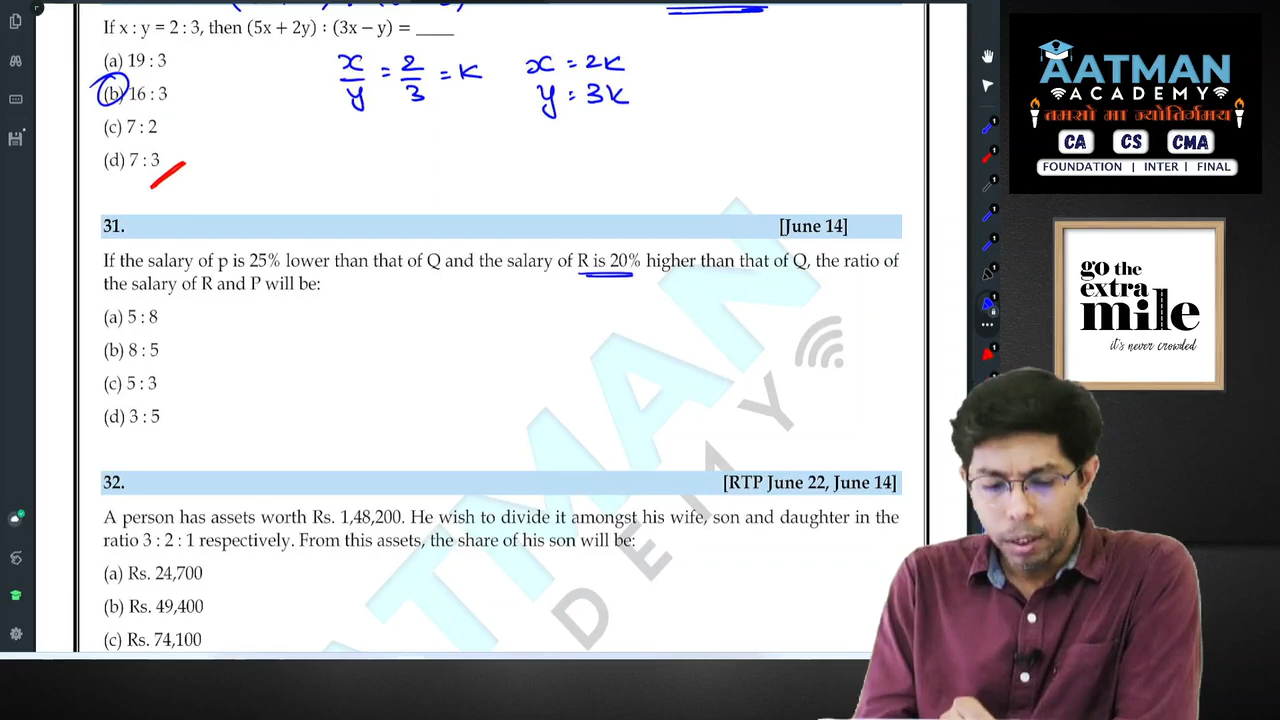 If x : y = 2 : 3, then (5x + 2y) : (3x – y) = ____
(a) 19 : 3
(b) 16 : 3
(c) 7 : 2
(d) 7 : 3
x/y = 2/3 = K
x = 2K
y = 3K
31. [June 14]
If the salary of p is 25% lower than that of Q and the salary of R is 20% higher than that of Q, the ratio of
the salary of R and P will be:
(a) 5 : 8
(b) 8 : 5
(c) 5 : 3
(d) 3 : 5
32. [RTP June 22, June 14]
A person has assets worth Rs. 1,48,200. He wish to divide it amongst his wife, son and daughter in the
ratio 3 : 2 : 1 respectively. From this assets, the share of his son will be:
(a) Rs. 24,700
(b) Rs. 49,400
(c) Rs. 74,100
AATMAN
ACADEMY
तमसो मा ज्योतिर्गमय
CA CS CMA
FOUNDATION | INTER | FINAL
go the
extra
mile
it's never crowded